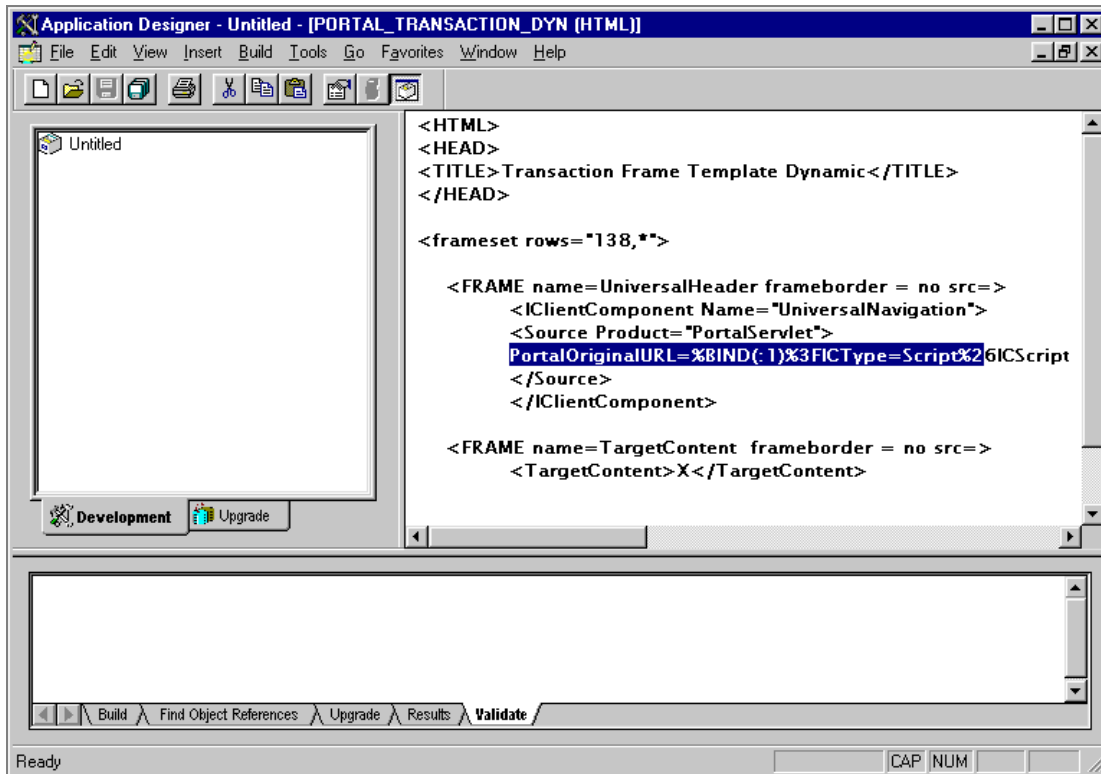 Application Designer - Untitled - [PORTAL_TRANSACTION_DYN (HTML)]
File Edit View Insert Build Tools Go Favorites Window Help
Untitled
Development
Upgrade
<HTML>
<HEAD>
<TITLE>Transaction Frame Template Dynamic</TITLE>
</HEAD>
<frameset rows="138,*">
<FRAME name=UniversalHeader frameborder = no src=>
<IClientComponent Name="UniversalNavigation">
<Source Product="PortalServlet">
PortalOriginalURL=%BIND(:1)%3FICType=Script%26ICScript
</Source>
</IClientComponent>
<FRAME name=TargetContent frameborder = no src=>
<TargetContent>X</TargetContent>
Build Find Object References Upgrade Results Validate
Ready CAP NUM